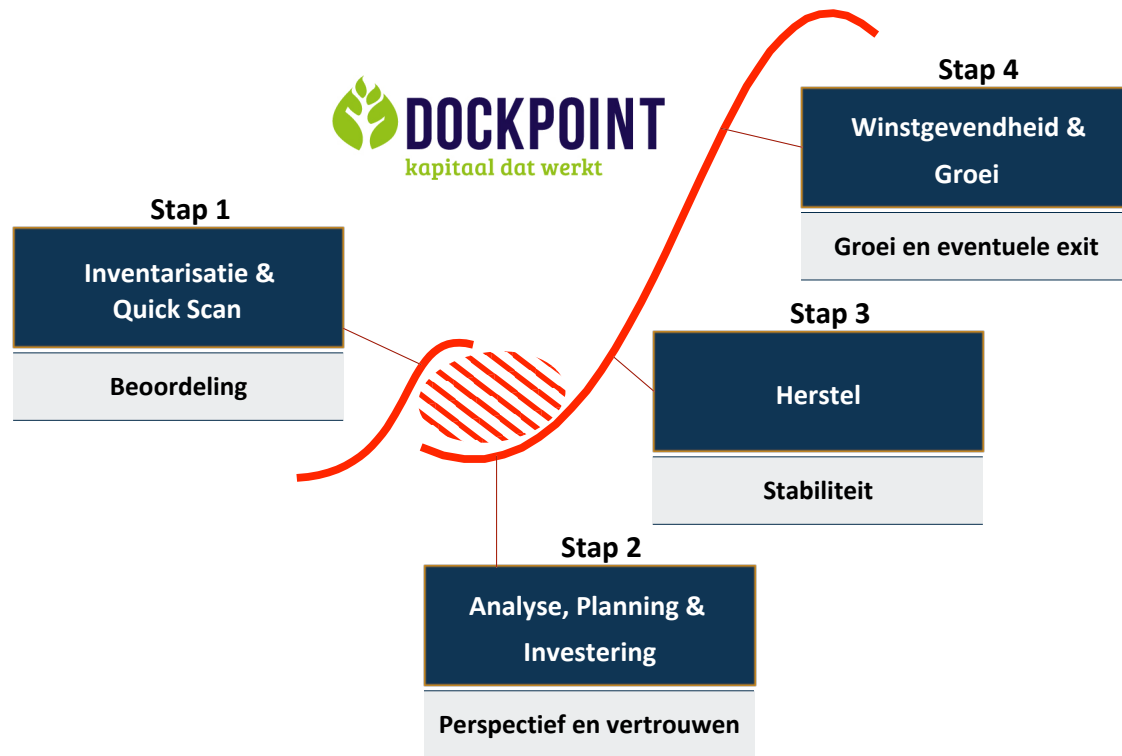 DOCKPOINT
kapitaal dat werkt
Stap 1
Inventarisatie &
Quick Scan
Beoordeling
Stap 2
Analyse, Planning &
Investering
Perspectief en vertrouwen
Stap 3
Herstel
Stabiliteit
Stap 4
Winstgevendheid &
Groei
Groei en eventuele exit